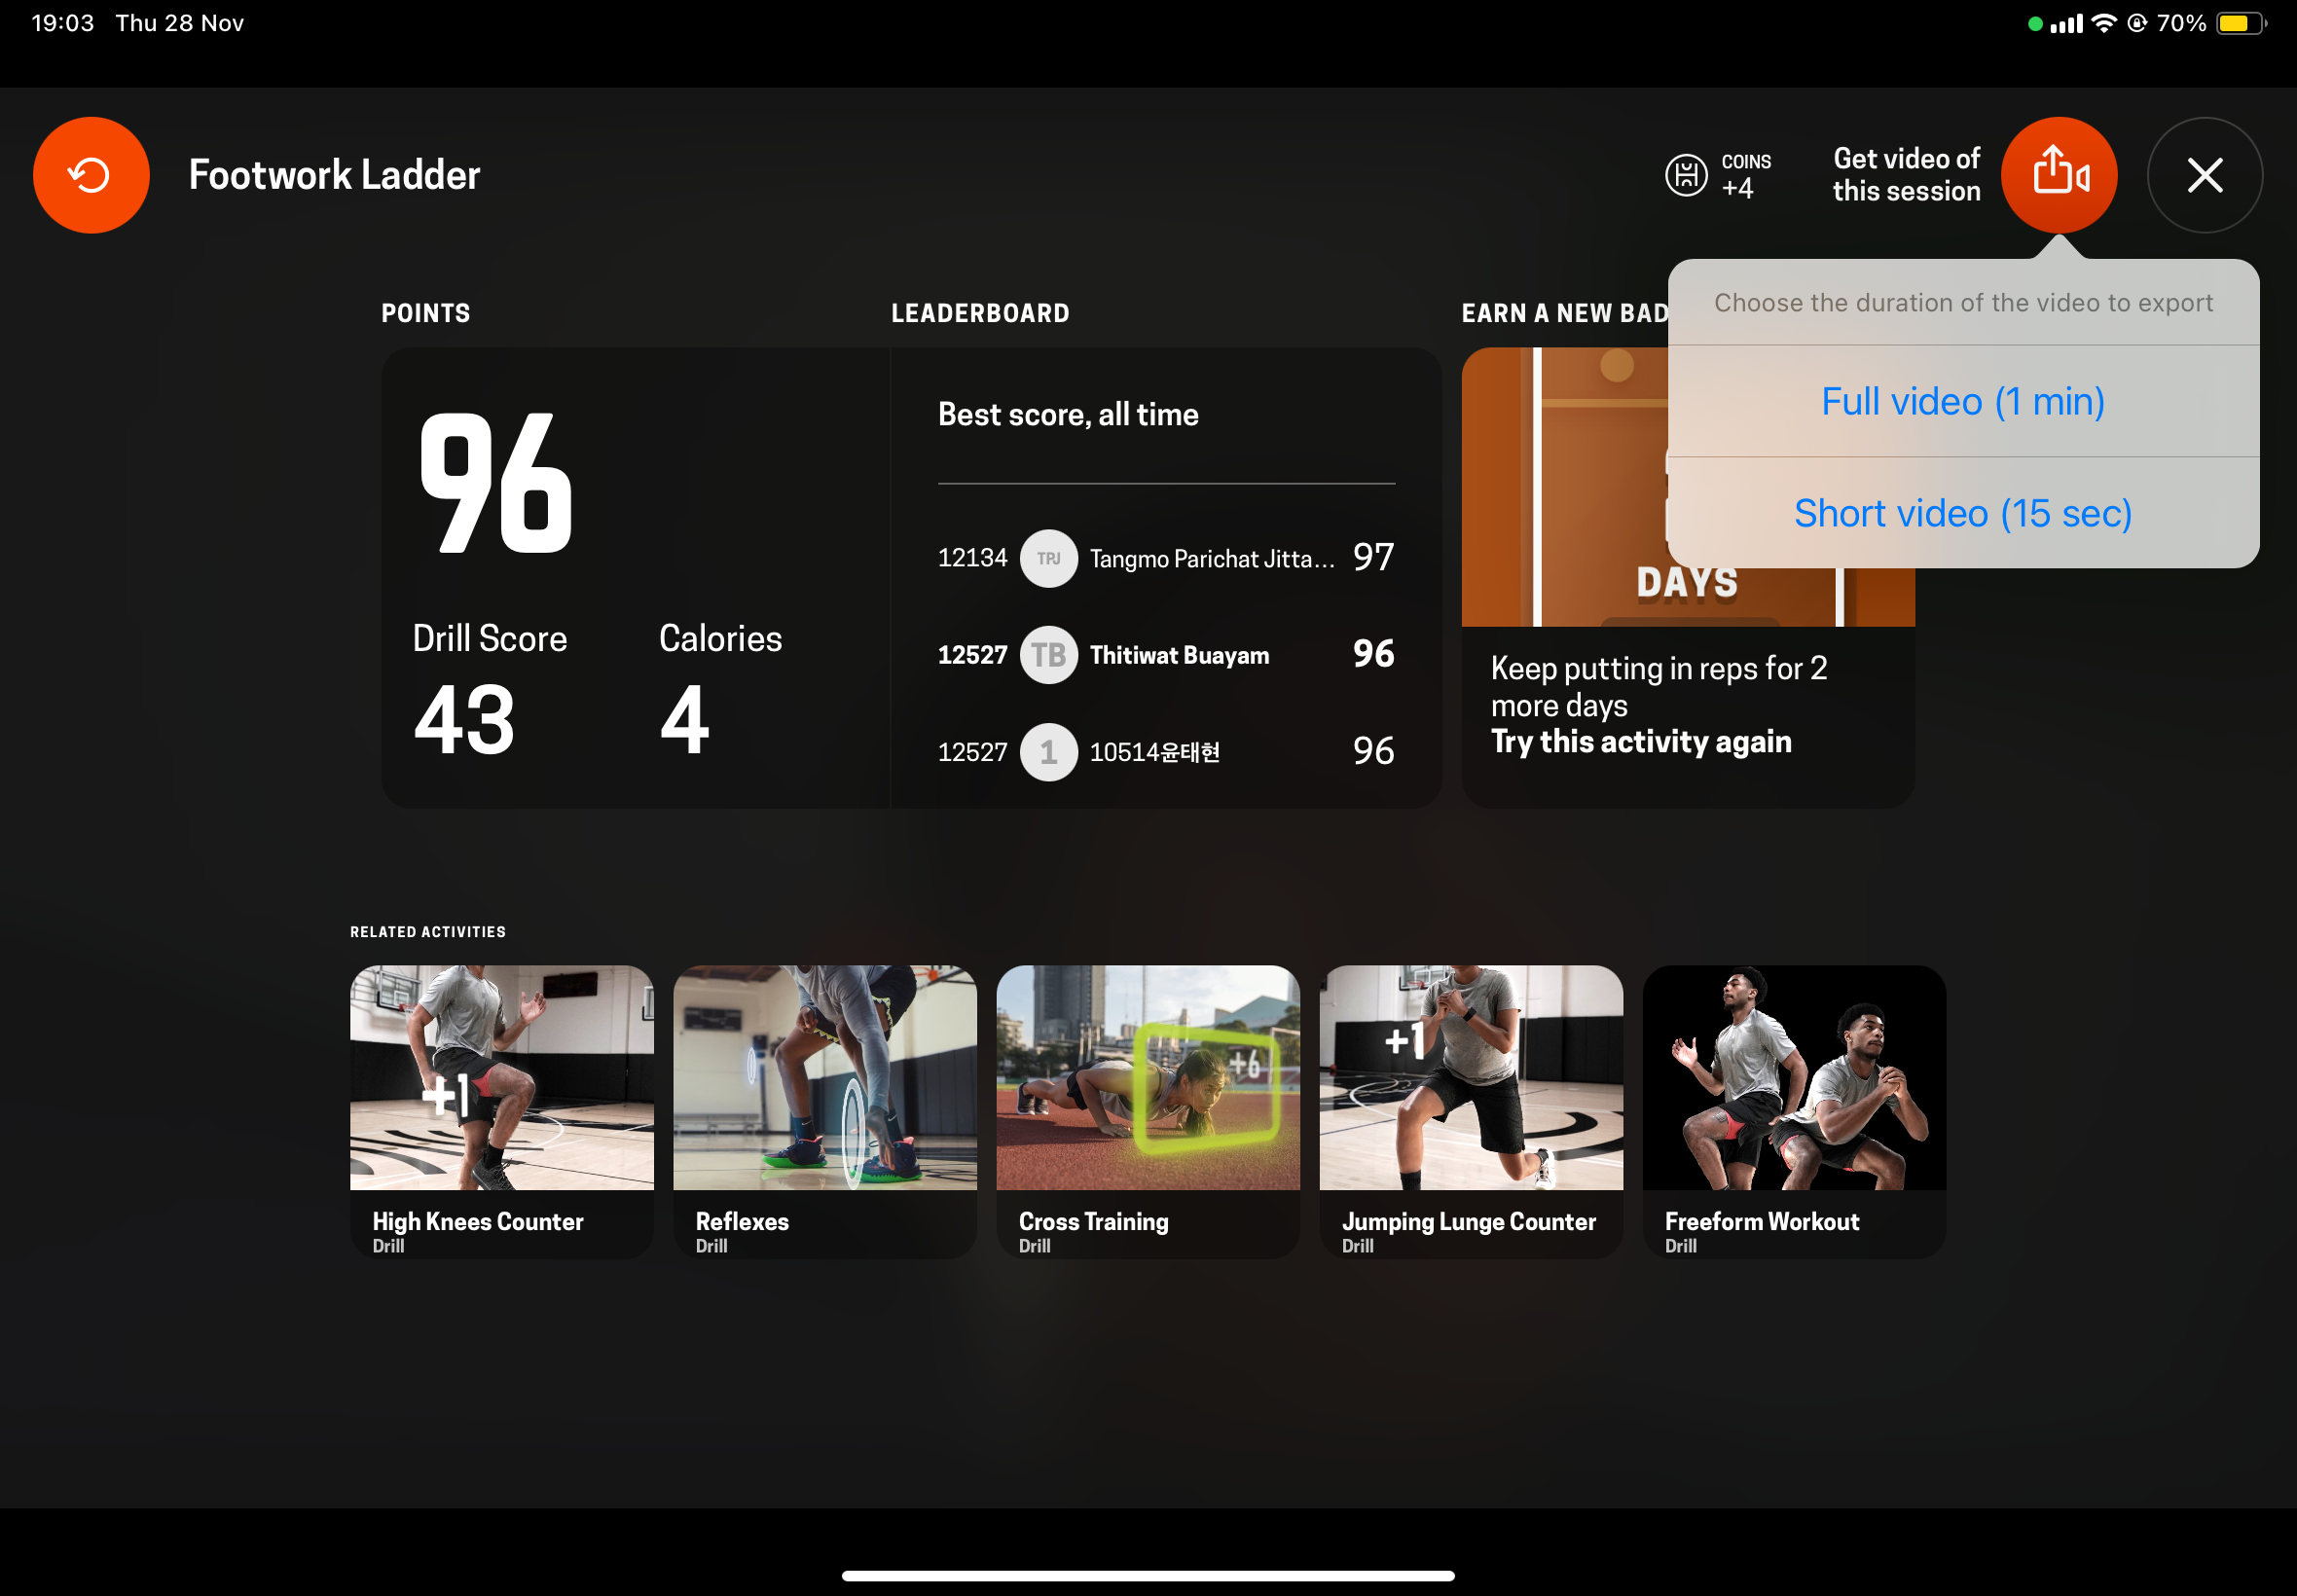 19:03 Thu 28 Nov
70%
Footwork Ladder
COINS
+4
Get video of
this session
Choose the duration of the video to export
Full video (1 min)
Short video (15 sec)
POINTS
96
Drill Score
43
Calories
4
LEADERBOARD
Best score, all time
12134 TPJ Tangmo Parichat Jitta... 97
12527 TB Thitiwat Buayam 96
12527 1 10514윤태현 96
EARN A NEW BAD
DAYS
Keep putting in reps for 2
more days
Try this activity again
RELATED ACTIVITIES
+1
High Knees Counter
Drill
Reflexes
Drill
+6
Cross Training
Drill
+1
Jumping Lunge Counter
Drill
Freeform Workout
Drill